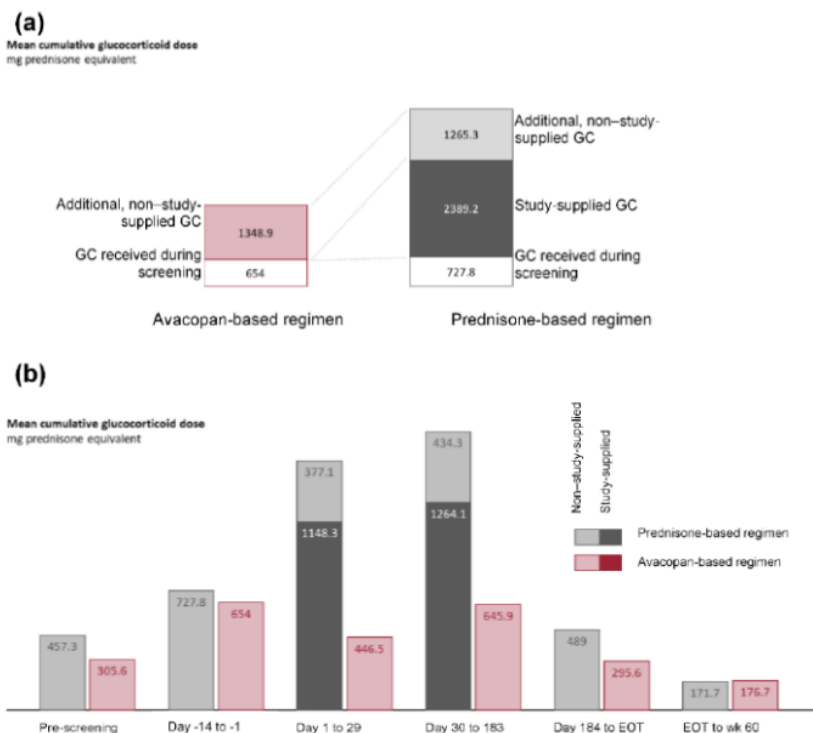 (a)
Mean cumulative glucocorticoid dose
mg prednisone equivalent
1265.3
Additional, non–study-
supplied GC
2389.2
Study-supplied GC
727.8
GC received during
screening
Additional, non–study-
supplied GC
1348.9
GC received during
screening
654
Avacopan-based regimen
Prednisone-based regimen
(b)
Mean cumulative glucocorticoid dose
mg prednisone equivalent
Non–study-supplied
Study-supplied
Prednisone-based regimen
Avacopan-based regimen
457.3
305.6
727.8
654
377.1
1148.3
446.5
434.3
1264.1
645.9
489
295.6
171.7
176.7
Pre-screening
Day -14 to -1
Day 1 to 29
Day 30 to 183
Day 184 to EOT
EOT to wk 60